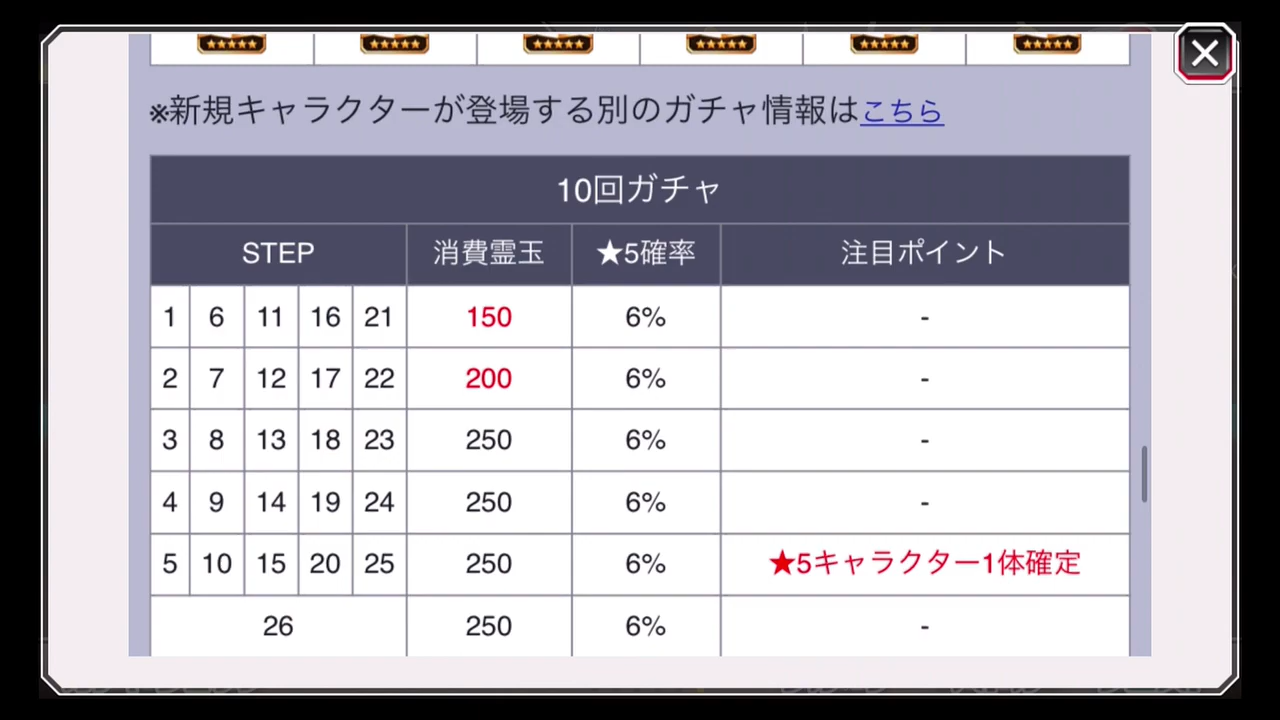 ※新規キャラクターが登場する別のガチャ情報はこちら
10回ガチャ
STEP 消費霊玉 ★5確率 注目ポイント
1 6 11 16 21 150 6% -
2 7 12 17 22 200 6% -
3 8 13 18 23 250 6% -
4 9 14 19 24 250 6% -
5 10 15 20 25 250 6% ★5キャラクター1体確定
26 250 6% -